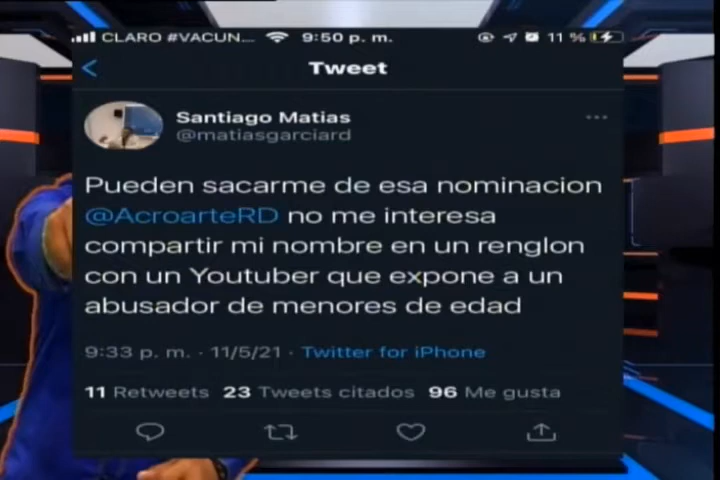 CLARO #VACUN... 9:50 p. m. 11 %
Tweet
Santiago Matias
@matiasgarciard
Pueden sacarme de esa nominacion
@AcroarteRD no me interesa
compartir mi nombre en un renglon
con un Youtuber que expone a un
abusador de menores de edad
9:33 p. m. · 11/5/21 · Twitter for iPhone
11 Retweets 23 Tweets citados 96 Me gusta